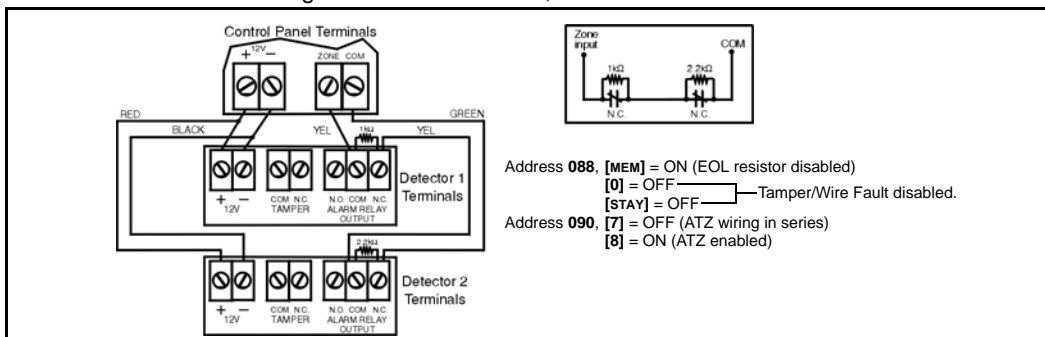 Control Panel Terminals
+ 12V –
ZONE COM
RED
GREEN
BLACK
YEL
1kΩ
YEL
Detector 1
Terminals
+ –
12V
COM N.C.
TAMPER
N.O. COM N.C.
ALARM RELAY
OUTPUT
2.2kΩ
Detector 2
Terminals
+ –
12V
COM N.C.
TAMPER
N.O. COM N.C.
ALARM RELAY
OUTPUT
Zone
input
COM
1kΩ
2.2kΩ
N.C.
N.C.
Address 088, [MEM] = ON (EOL resistor disabled)
[0] = OFF
[STAY] = OFF
Tamper/Wire Fault disabled.
Address 090, [7] = OFF (ATZ wiring in series)
[8] = ON (ATZ enabled)